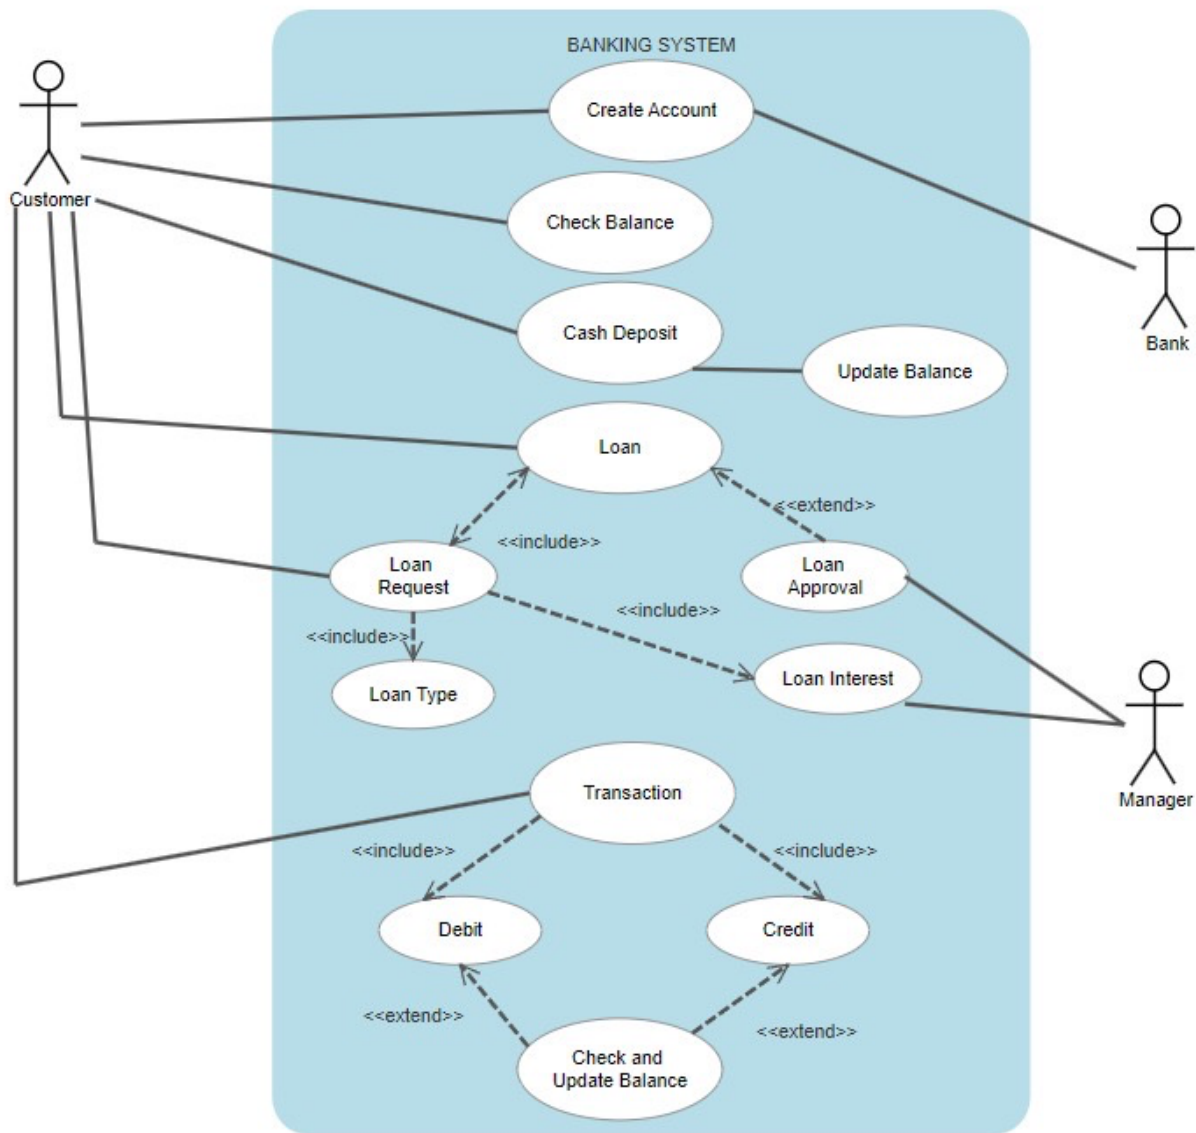 BANKING SYSTEM
Create Account
Customer
Check Balance
Cash Deposit
Bank
Update Balance
Loan
<<extend>>
<<include>>
Loan
Request
Loan
Approval
<<include>>
<<include>>
Loan Type
Loan Interest
Transaction
Manager
<<include>>
<<include>>
Debit
Credit
<<extend>>
<<extend>>
Check and
Update Balance